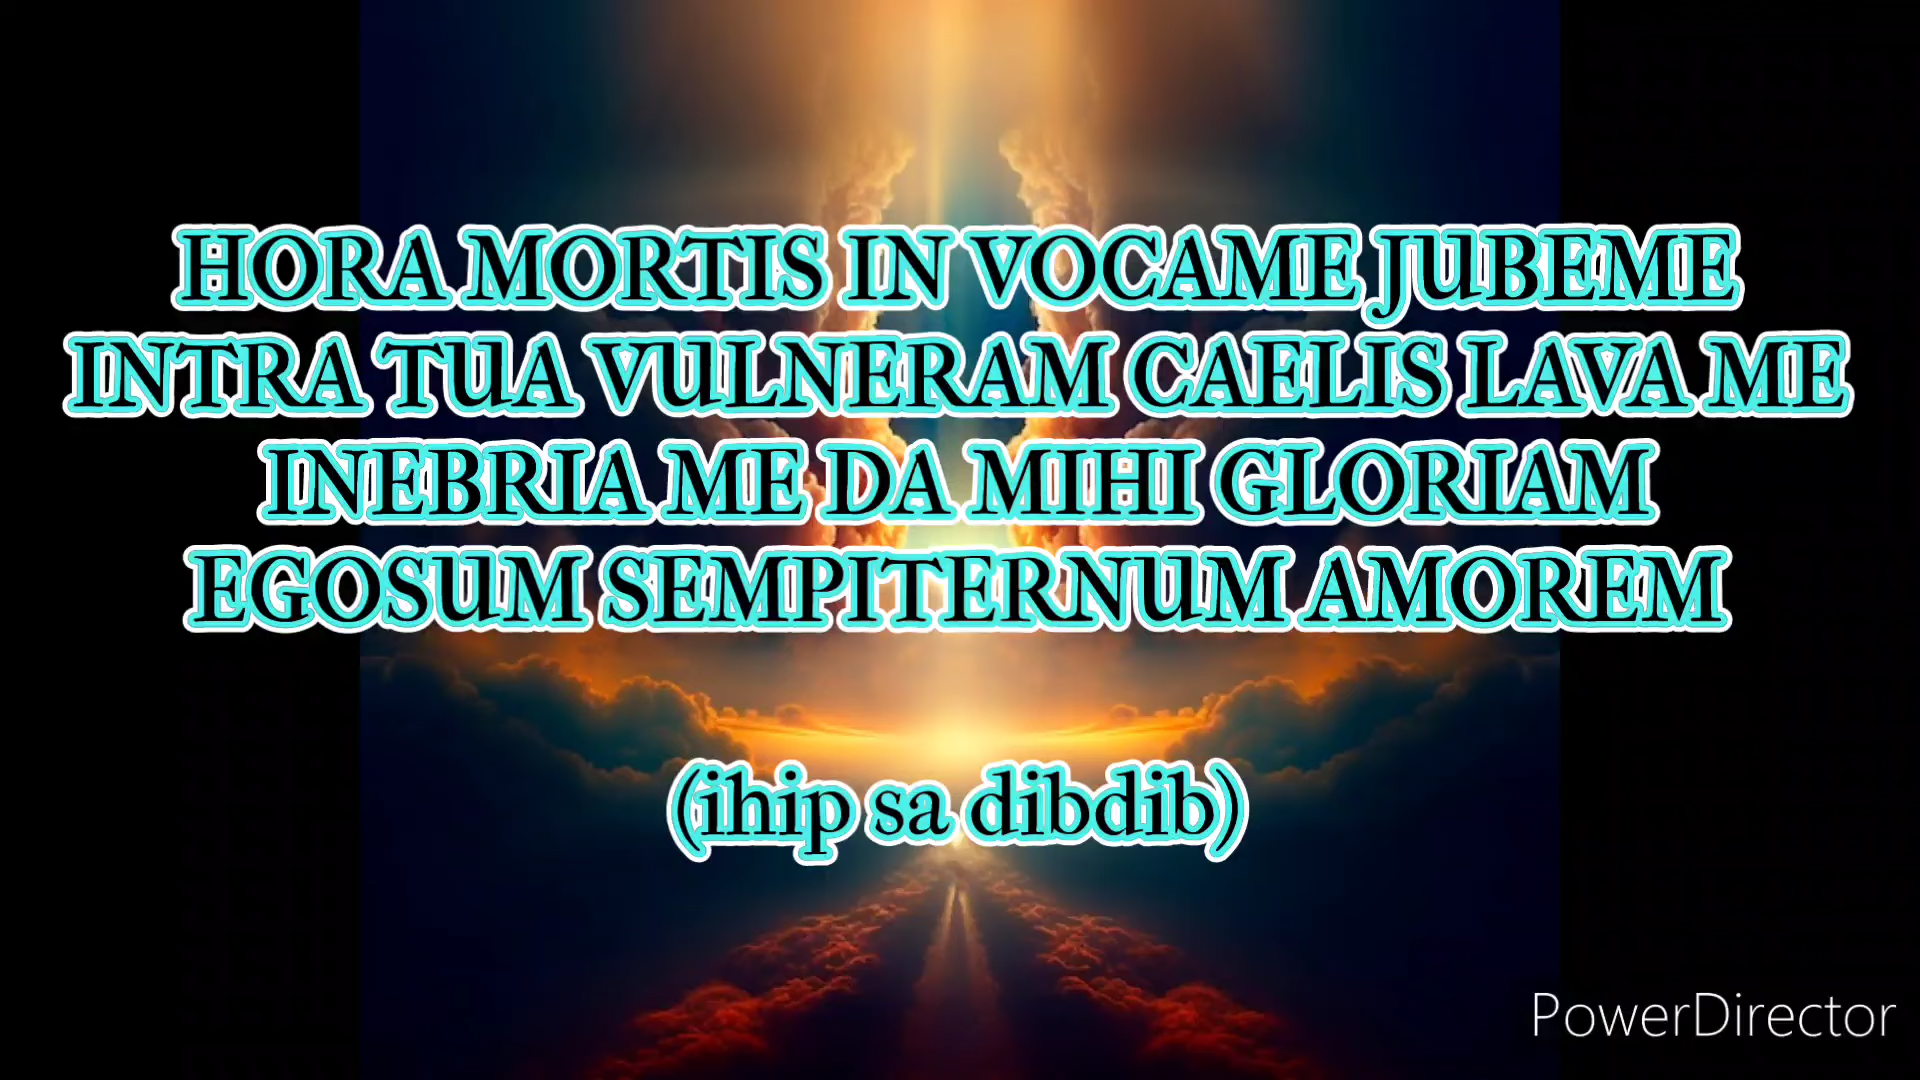 HORA MORTIS IN VOCAME JUBEME
INTRA TUA VULNERAM CAELIS LAVA ME
INEBRIA ME DA MIHI GLORIAM
EGOSUM SEMPITERNUM AMOREM
(ihip sa dibdib)
PowerDirector